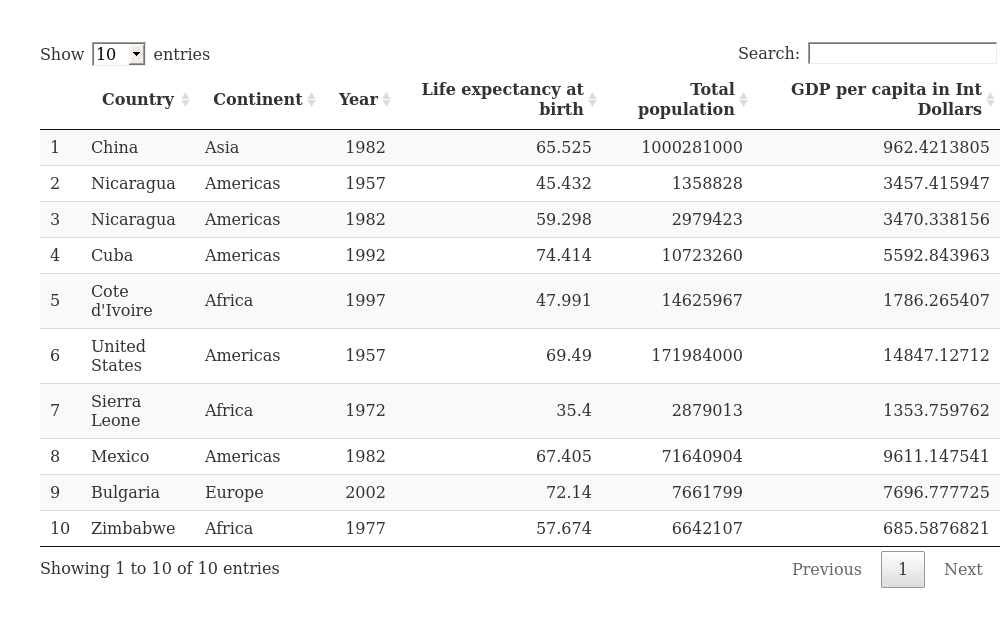 Show 10 entries Search:
Country Continent Year Life expectancy at birth Total population GDP per capita in Int Dollars
1 China Asia 1982 65.525 1000281000 962.4213805
2 Nicaragua Americas 1957 45.432 1358828 3457.415947
3 Nicaragua Americas 1982 59.298 2979423 3470.338156
4 Cuba Americas 1992 74.414 10723260 5592.843963
5 Cote d'Ivoire Africa 1997 47.991 14625967 1786.265407
6 United States Americas 1957 69.49 171984000 14847.12712
7 Sierra Leone Africa 1972 35.4 2879013 1353.759762
8 Mexico Americas 1982 67.405 71640904 9611.147541
9 Bulgaria Europe 2002 72.14 7661799 7696.777725
10 Zimbabwe Africa 1977 57.674 6642107 685.5876821
Showing 1 to 10 of 10 entries Previous 1 Next